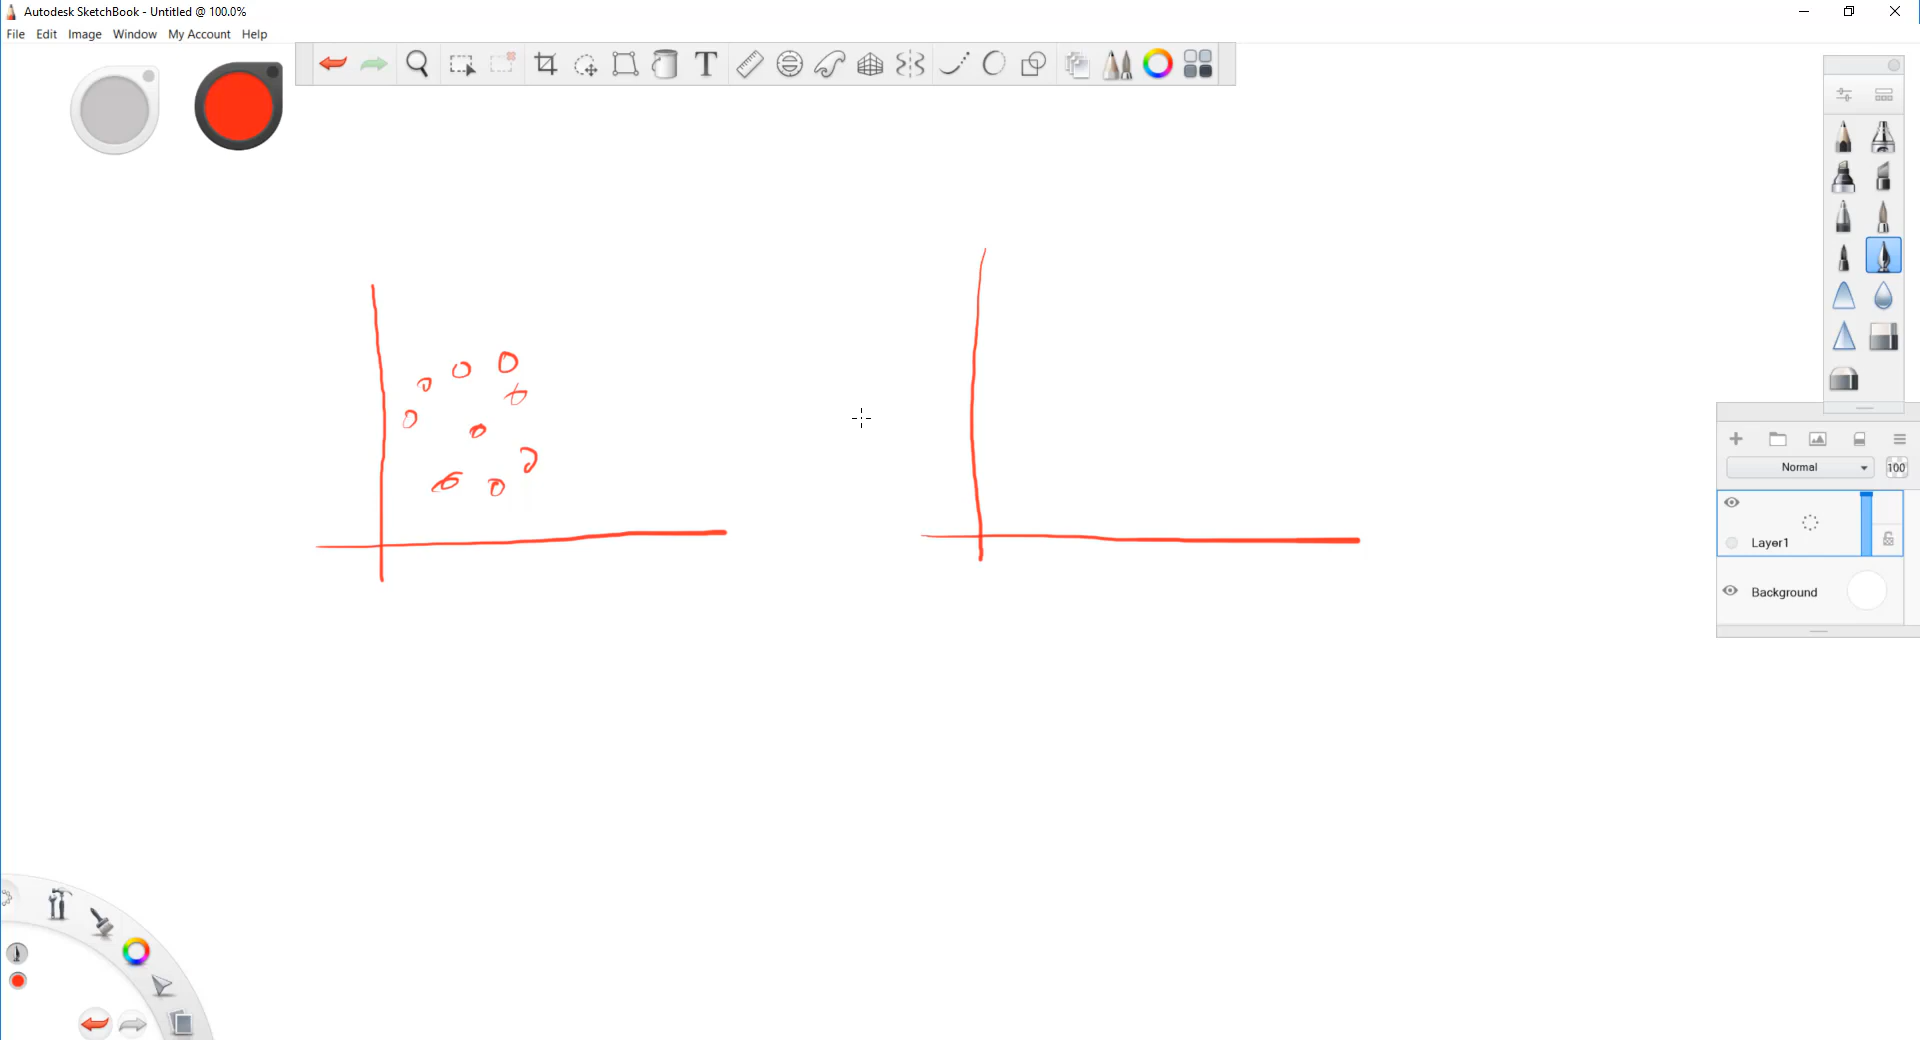 Autodesk SketchBook - Untitled @ 100.0%
File Edit Image Window My Account Help
T
Normal 100
Layer1
Background